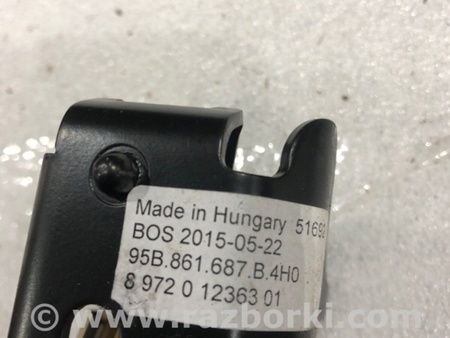 Made in Hungary
BOS 2015-05-22
95B.861.687.B.4H0
8 972 0 12363 01
© www.razborki.com